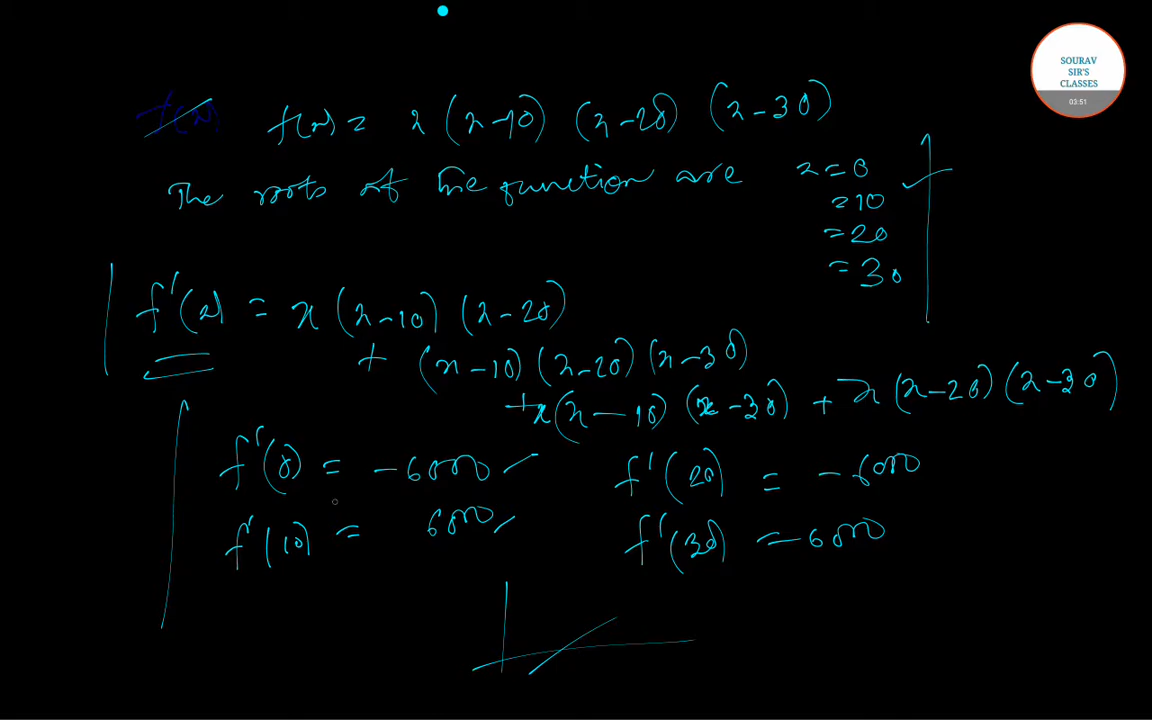 SOURAV
SIR'S
CLASSES
03:51
f(x)
f(x) = x (x-10) (x-20) (x-30)
The roots of the function are x=0
=10
=20
=30
f'(x) = x (x-10) (x-20)
+ (x-10) (x-20) (x-30)
+x(x-10) (x-30) + x (x-20) (x-30)
f'(0) = -6000
f'(10) = 6000
f'(20) = -6000
f'(30) = 6000